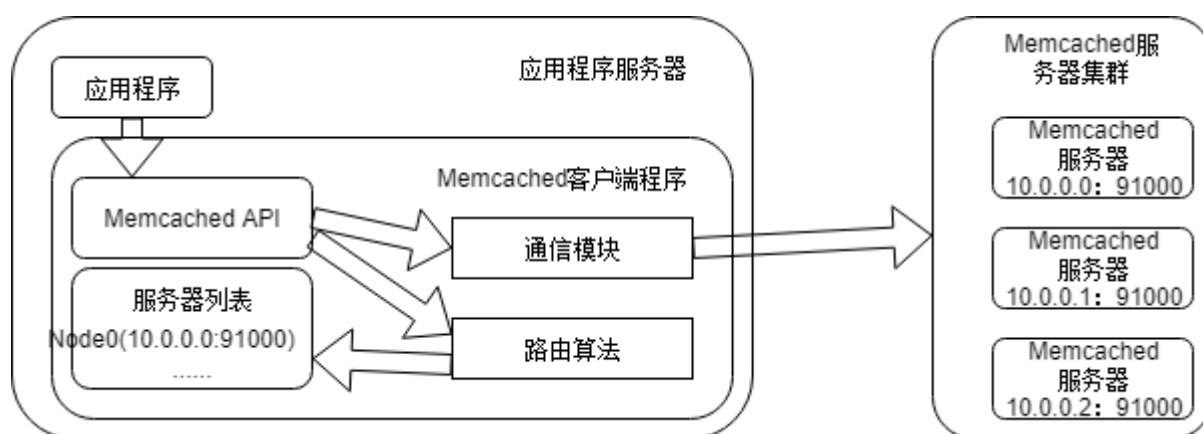 应用程序服务器
应用程序
Memcached客户端程序
Memcached API
通信模块
服务器列表
Node0(10.0.0.0:91000)
......
路由算法
Memcached服
务器集群
Memcached
服务器
10.0.0.0：91000
Memcached
服务器
10.0.0.1：91000
Memcached
服务器
10.0.0.2：91000